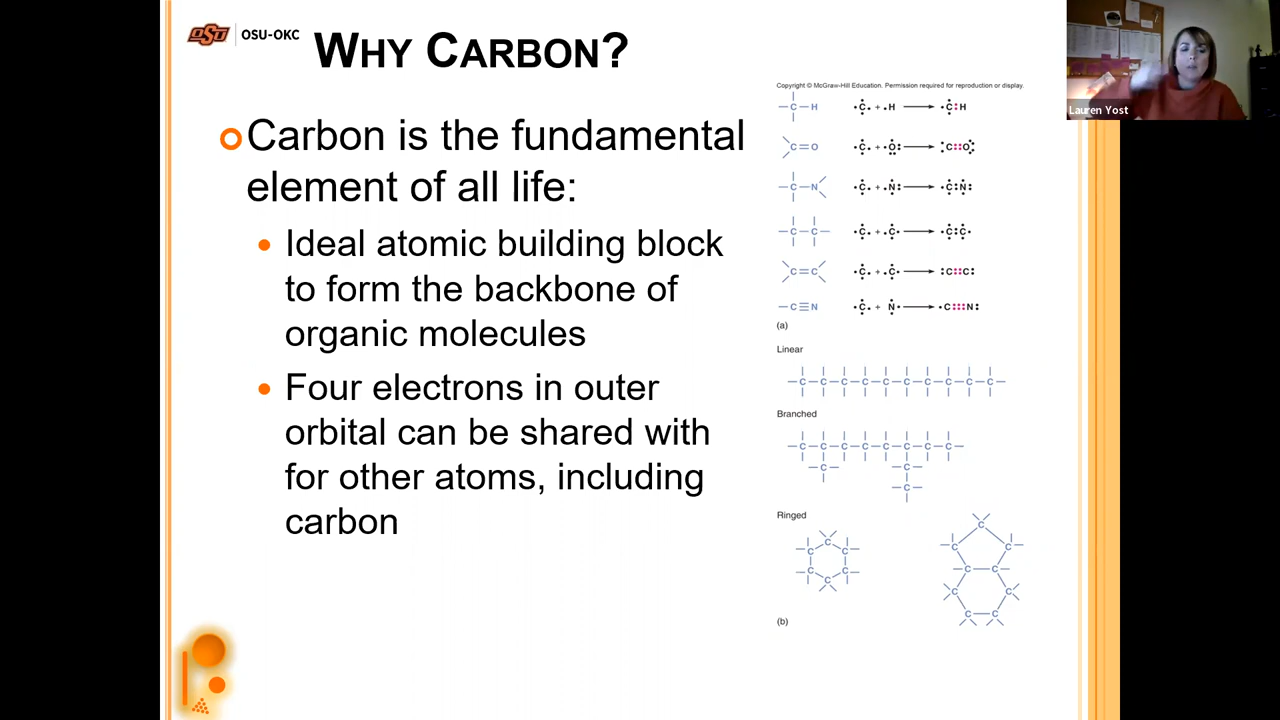 OSU OSU-OKC
WHY CARBON?
Lauren Yost
Carbon is the fundamental
element of all life:
Ideal atomic building block
to form the backbone of
organic molecules
Four electrons in outer
orbital can be shared with
for other atoms, including
carbon
Copyright © McGraw-Hill Education. Permission required for reproduction or display.
C H C + H C H
C O C + O C O
C N C + N C N
C C C + C C C
C C C + C C C
C N C + N C N
(a)
Linear
C C C C C C C C C C
Branched
C C C C C C C C
C C
C
Ringed
C C
C C C C
C C C C
C C C
C C
(b)